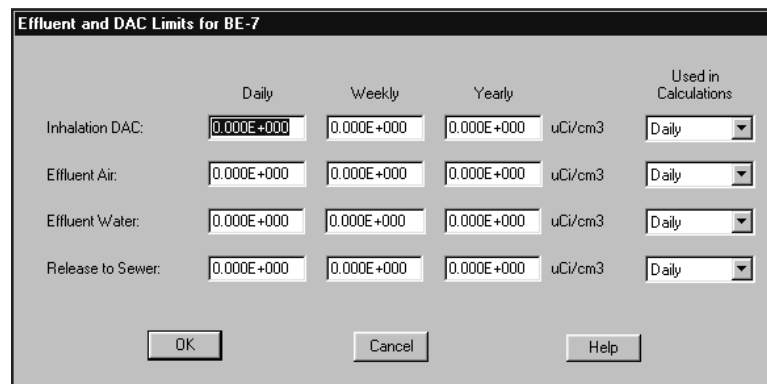 Effluent and DAC Limits for BE-7
Daily Weekly Yearly Used in
Calculations
Inhalation DAC: 0.000E+000 0.000E+000 0.000E+000 uCi/cm3 Daily
Effluent Air: 0.000E+000 0.000E+000 0.000E+000 uCi/cm3 Daily
Effluent Water: 0.000E+000 0.000E+000 0.000E+000 uCi/cm3 Daily
Release to Sewer: 0.000E+000 0.000E+000 0.000E+000 uCi/cm3 Daily
OK Cancel Help